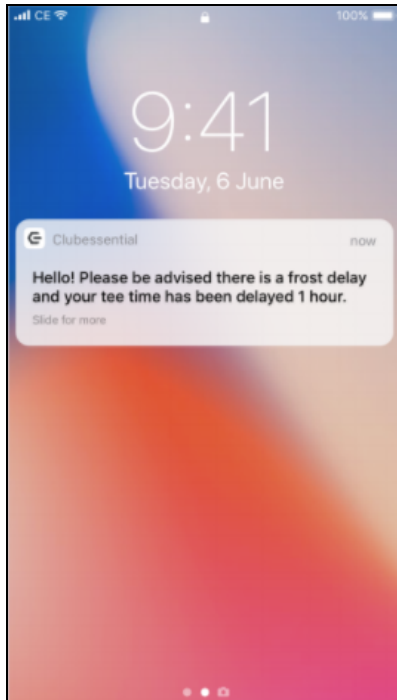 CE 100%
9:41
Tuesday, 6 June
Clubessential now
Hello! Please be advised there is a frost delay
and your tee time has been delayed 1 hour.
Slide for more